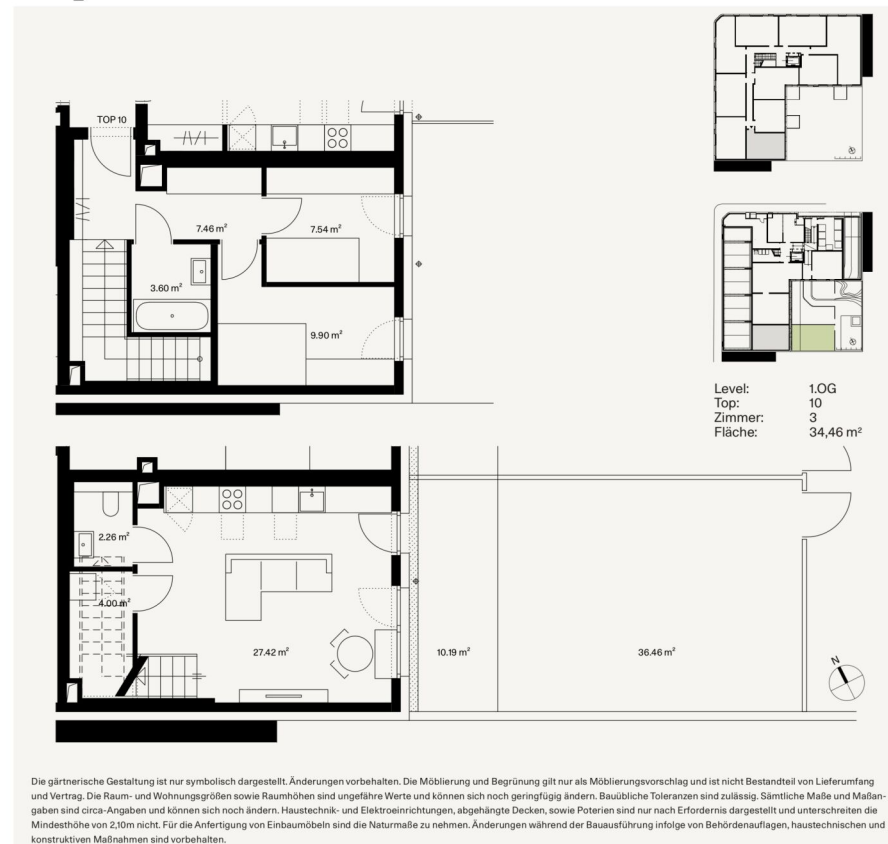 TOP 10
7.46 m²
7.54 m²
3.60 m²
9.90 m²
Level: 1.OG
Top: 10
Zimmer: 3
Fläche: 34,46 m²
2.26 m²
4.00 m²
27.42 m²
10.19 m²
36.46 m²
N
Die gärtnerische Gestaltung ist nur symbolisch dargestellt. Änderungen vorbehalten. Die Möblierung und Begrünung gilt nur als Möblierungsvorschlag und ist nicht Bestandteil von Lieferumfang
und Vertrag. Die Raum- und Wohnungsgrößen sowie Raumhöhen sind ungefähre Werte und können sich noch geringfügig ändern. Bauübliche Toleranzen sind zulässig. Sämtliche Maße und Maßan-
gaben sind circa-Angaben und können sich noch ändern. Haustechnik- und Elektroeinrichtungen, abgehängte Decken, sowie Poterien sind nur nach Erfordernis dargestellt und unterschreiten die
Mindesthöhe von 2,10m nicht. Für die Anfertigung von Einbaumöbeln sind die Naturmaße zu nehmen. Änderungen während der Bauausführung infolge von Behördenauflagen, haustechnischen und
konstruktiven Maßnahmen sind vorbehalten.